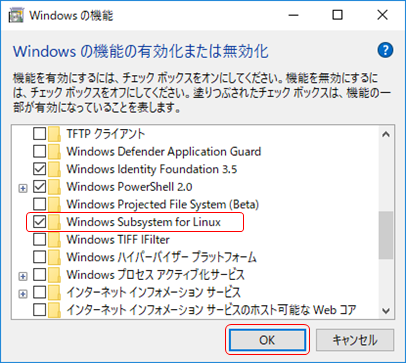 Windows の機能
Windows の機能の有効化または無効化
機能を有効にするには、チェック ボックスをオンにしてください。機能を無効にするに
は、チェック ボックスをオフにしてください。塗りつぶされたチェック ボックスは、機能の一
部が有効になっていることを表します。
TFTP クライアント
Windows Defender Application Guard
Windows Identity Foundation 3.5
Windows PowerShell 2.0
Windows Projected File System (Beta)
Windows Subsystem for Linux
Windows TIFF IFilter
Windows ハイパーバイザー プラットフォーム
Windows プロセス アクティブ化サービス
インターネット インフォメーション サービス
インターネット インフォメーション サービスのホスト可能な Web コア
OK
キャンセル